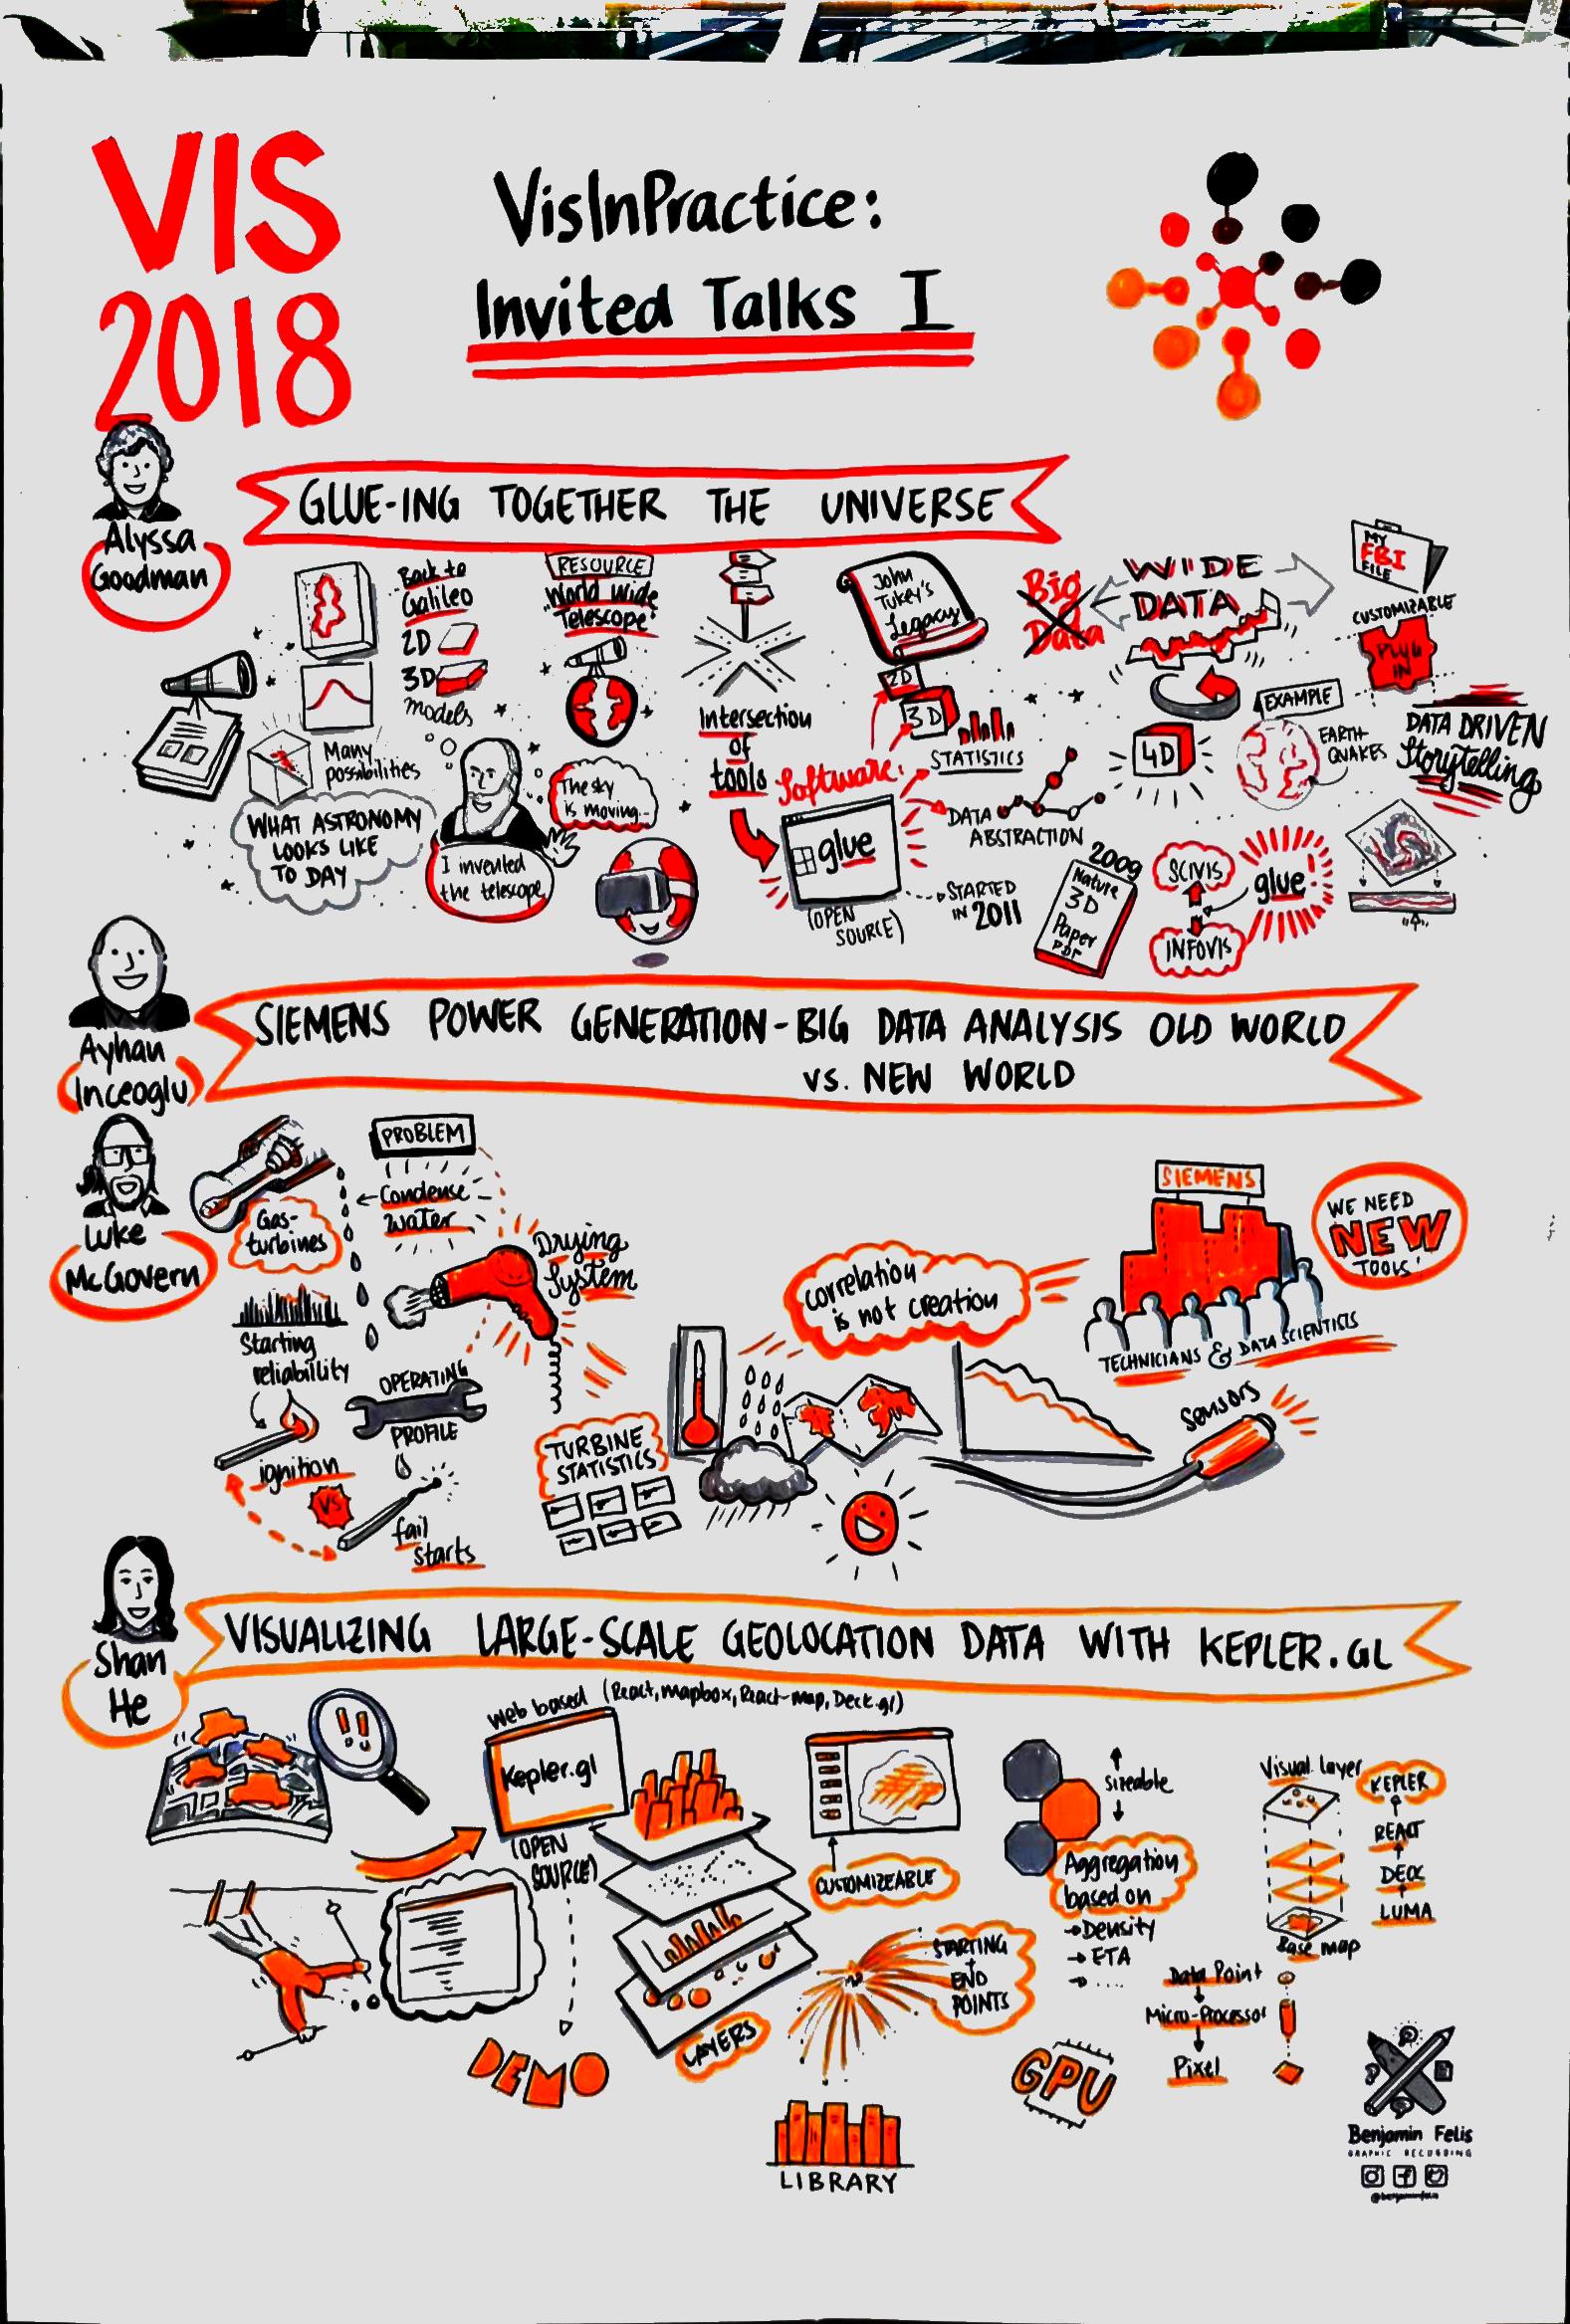 VIS
2018
VisInPractice:
Invited Talks I
Alyssa
Goodman
GLUE-ING TOGETHER THE UNIVERSE
Back to
Galileo
2D
3D
models
Many
possibilities
WHAT ASTRONOMY
LOOKS LIKE
TO DAY
I invented
the telescope
The sky
is moving...
RESOURCE
"World Wide
Telescope"
Intersection
of
tools
John
Tukey's
Legacy
2D
3D
STATISTICS
Software:
glue
(OPEN
SOURCE)
STARTED
IN 2011
DATA
ABSTRACTION
Big
Data
WIDE
DATA
4D
2009
Nature
3D
Paper
PDF
SCIVIS
INFOVIS
glue
MY
FBI
FILE
CUSTOMIZABLE
PLUG
IN
EXAMPLE
EARTH-
QUAKES
DATA DRIVEN
Storytelling
Ayhan
Inceoglu
Luke
McGovern
SIEMENS POWER GENERATION - BIG DATA ANALYSIS OLD WORLD
VS. NEW WORLD
Gas-
turbines
PROBLEM
Condense
water
Drying
System
Starting
reliability
OPERATING
PROFILE
ignition
VS
fail
starts
TURBINE
STATISTICS
correlation
is not creation
SIEMENS
WE NEED
NEW
TOOLS!
TECHNICIANS & DATA SCIENTISTS
Sensors
Shan
He
VISUALIZING LARGE-SCALE GEOLOCATION DATA WITH KEPLER.GL
!!
Web based (React, mapbox, React-map, Deck.gl)
Kepler.gl
(OPEN
SOURCE)
DEMO
LAYERS
CUSTOMIZEABLE
STARTING
+
END
POINTS
LIBRARY
sizeable
Aggregation
based on
Density
ETA
....
GPU
Visual layer
Base map
KEPLER
REACT
DECK
LUMA
Data Point
Micro-Processor
Pixel
Benjamin Felis
GRAPHIC RECORDING